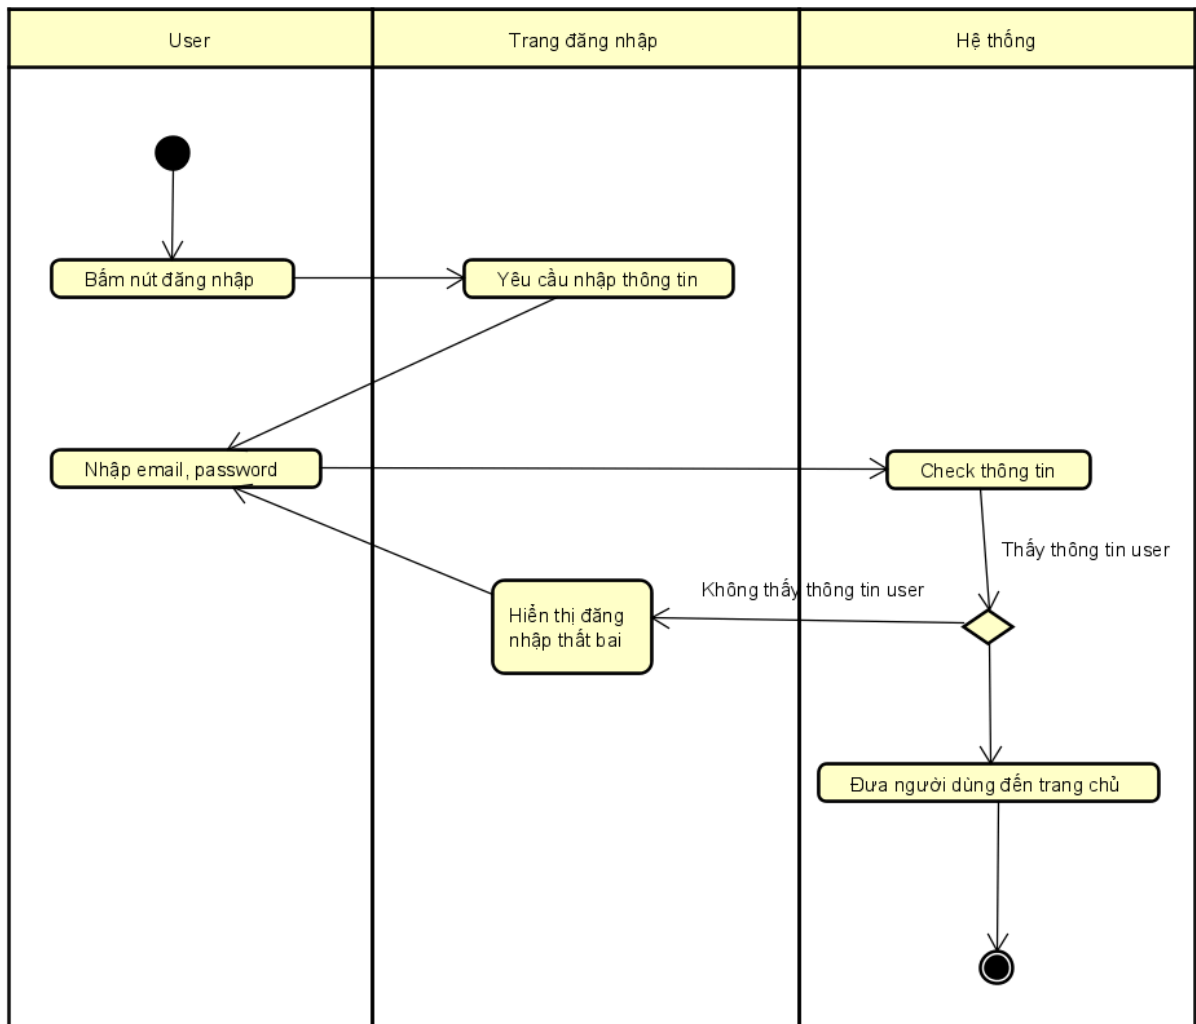 User
Trang đăng nhập
Hệ thống
Bấm nút đăng nhập
Yêu cầu nhập thông tin
Nhập email, password
Check thông tin
Thấy thông tin user
Không thấy thông tin user
Hiển thị đăng
nhập thất bai
Đưa người dùng đến trang chủ